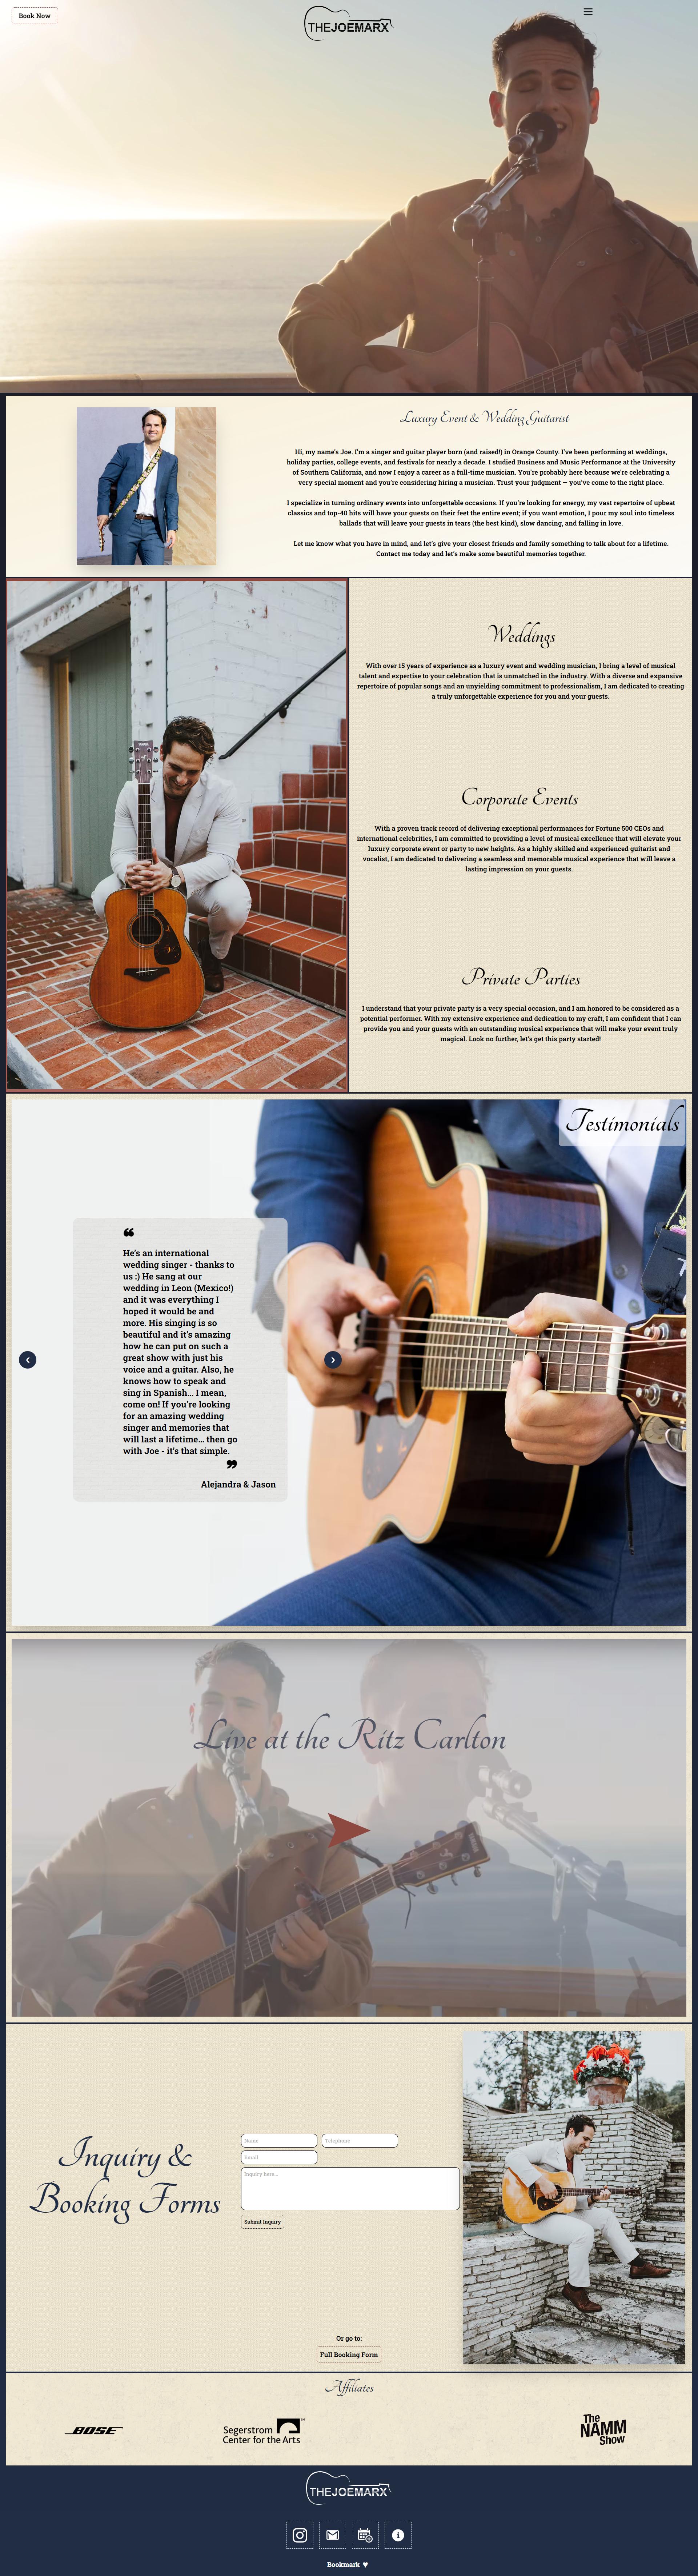 Book Now
THEJOEMARX
Luxury Event & Wedding Guitarist
Hi, my name's Joe. I'm a singer and guitar player born (and raised!) in Orange County. I've been performing at weddings,
holiday parties, college events, and festivals for nearly a decade. I studied Business and Music Performance at the University
of Southern California, and now I enjoy a career as a full-time musician. You're probably here because we're celebrating a
very special moment and you're considering hiring a musician. Trust your judgment – you've come to the right place.
I specialize in turning ordinary events into unforgettable occasions. If you're looking for energy, my vast repertoire of upbeat
classics and top-40 hits will have your guests on their feet the entire event; if you want emotion, I pour my soul into timeless
ballads that will leave your guests in tears (the best kind), slow dancing, and falling in love.
Let me know what you have in mind, and let's give your closest friends and family something to talk about for a lifetime.
Contact me today and let's make some beautiful memories together.
Weddings
With over 15 years of experience as a luxury event and wedding musician, I bring a level of musical
talent and expertise to your celebration that is unmatched in the industry. With a diverse and expansive
repertoire of popular songs and an unyielding commitment to professionalism, I am dedicated to creating
a truly unforgettable experience for you and your guests.
Corporate Events
With a proven track record of delivering exceptional performances for Fortune 500 CEOs and
international celebrities, I am committed to providing a level of musical excellence that will elevate your
luxury corporate event or party to new heights. As a highly skilled and experienced guitarist and
vocalist, I am dedicated to delivering a seamless and memorable musical experience that will leave a
lasting impression on your guests.
Private Parties
I understand that your private party is a very special occasion, and I am honored to be considered as a
potential performer. With my extensive experience and dedication to my craft, I am confident that I can
provide you and your guests with an outstanding musical experience that will make your event truly
magical. Look no further, let's get this party started!
Testimonials
❝
He's an international
wedding singer - thanks to
us :) He sang at our
wedding in Leon (Mexico!)
and it was everything I
hoped it would be and
more. His singing is so
beautiful and it's amazing
how he can put on such a
great show with just his
voice and a guitar. Also, he
knows how to speak and
sing in Spanish... I mean,
come on! If you're looking
for an amazing wedding
singer and memories that
will last a lifetime... then go
with Joe - it's that simple.
❞
Alejandra & Jason
Live at the Ritz Carlton
Inquiry &
Booking Forms
Name
Telephone
Email
Inquiry here...
Submit Inquiry
Or go to:
Full Booking Form
Affiliates
BOSE
Segerstrom
Center for the Arts
The
NAMM
Show
THEJOEMARX
Bookmark ♥